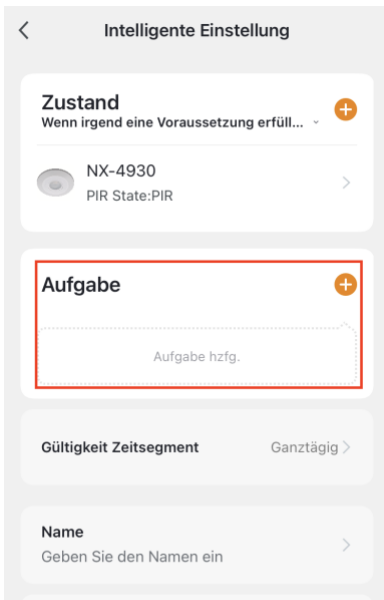 Intelligente Einstellung
Zustand
Wenn irgend eine Voraussetzung erfüll...
NX-4930
PIR State:PIR
Aufgabe
Aufgabe hzfg.
Gültigkeit Zeitsegment Ganztägig
Name
Geben Sie den Namen ein